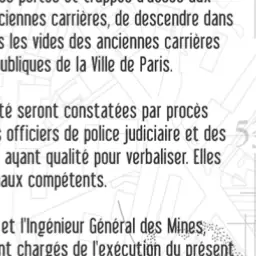 ciennes carrières, de descendre dans
s les vides des anciennes carrières
ubliques de la Ville de Paris.
té seront constatées par procès
officiers de police judiciaire et des
ayant qualité pour verbaliser. Elles
aux compétents.
et l'Ingénieur Général des Mines,
nt chargés de l'exécution du présent